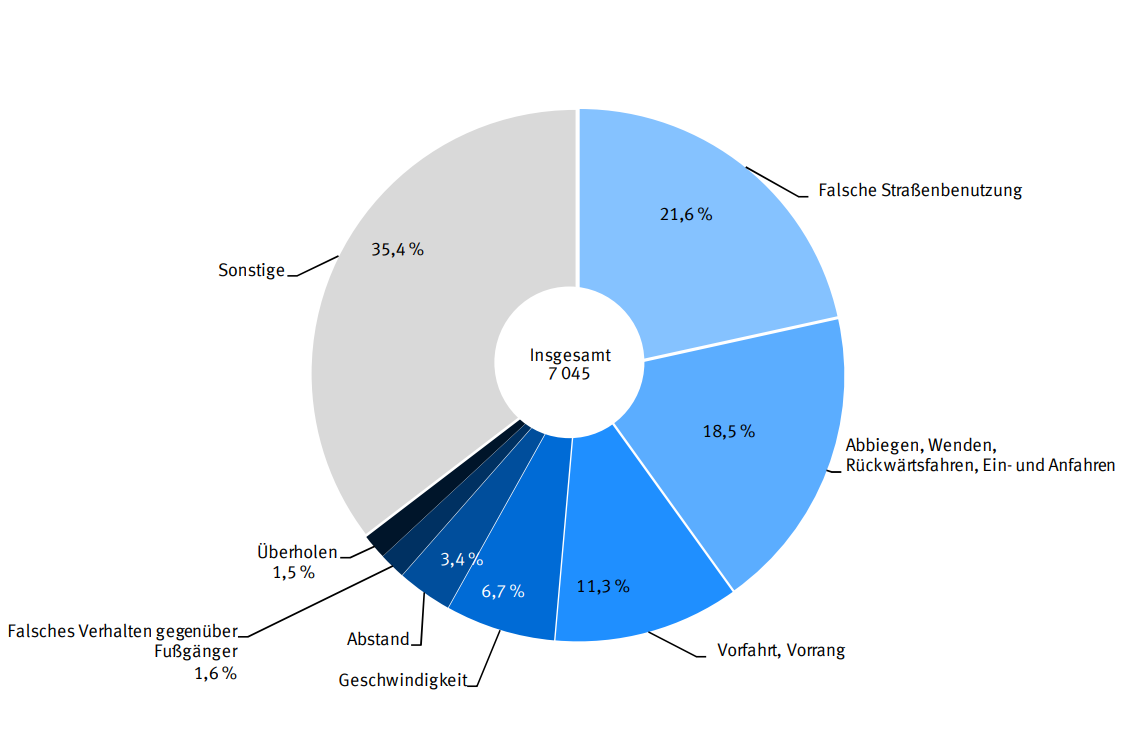 Falsche Straßenbenutzung
21,6 %
35,4 %
Sonstige
Insgesamt
7 045
18,5 %
Abbiegen, Wenden,
Rückwärtsfahren, Ein- und Anfahren
Überholen
1,5 %
3,4 %
6,7 %
11,3 %
Falsches Verhalten gegenüber
Fußgänger
1,6 %
Abstand
Vorfahrt, Vorrang
Geschwindigkeit